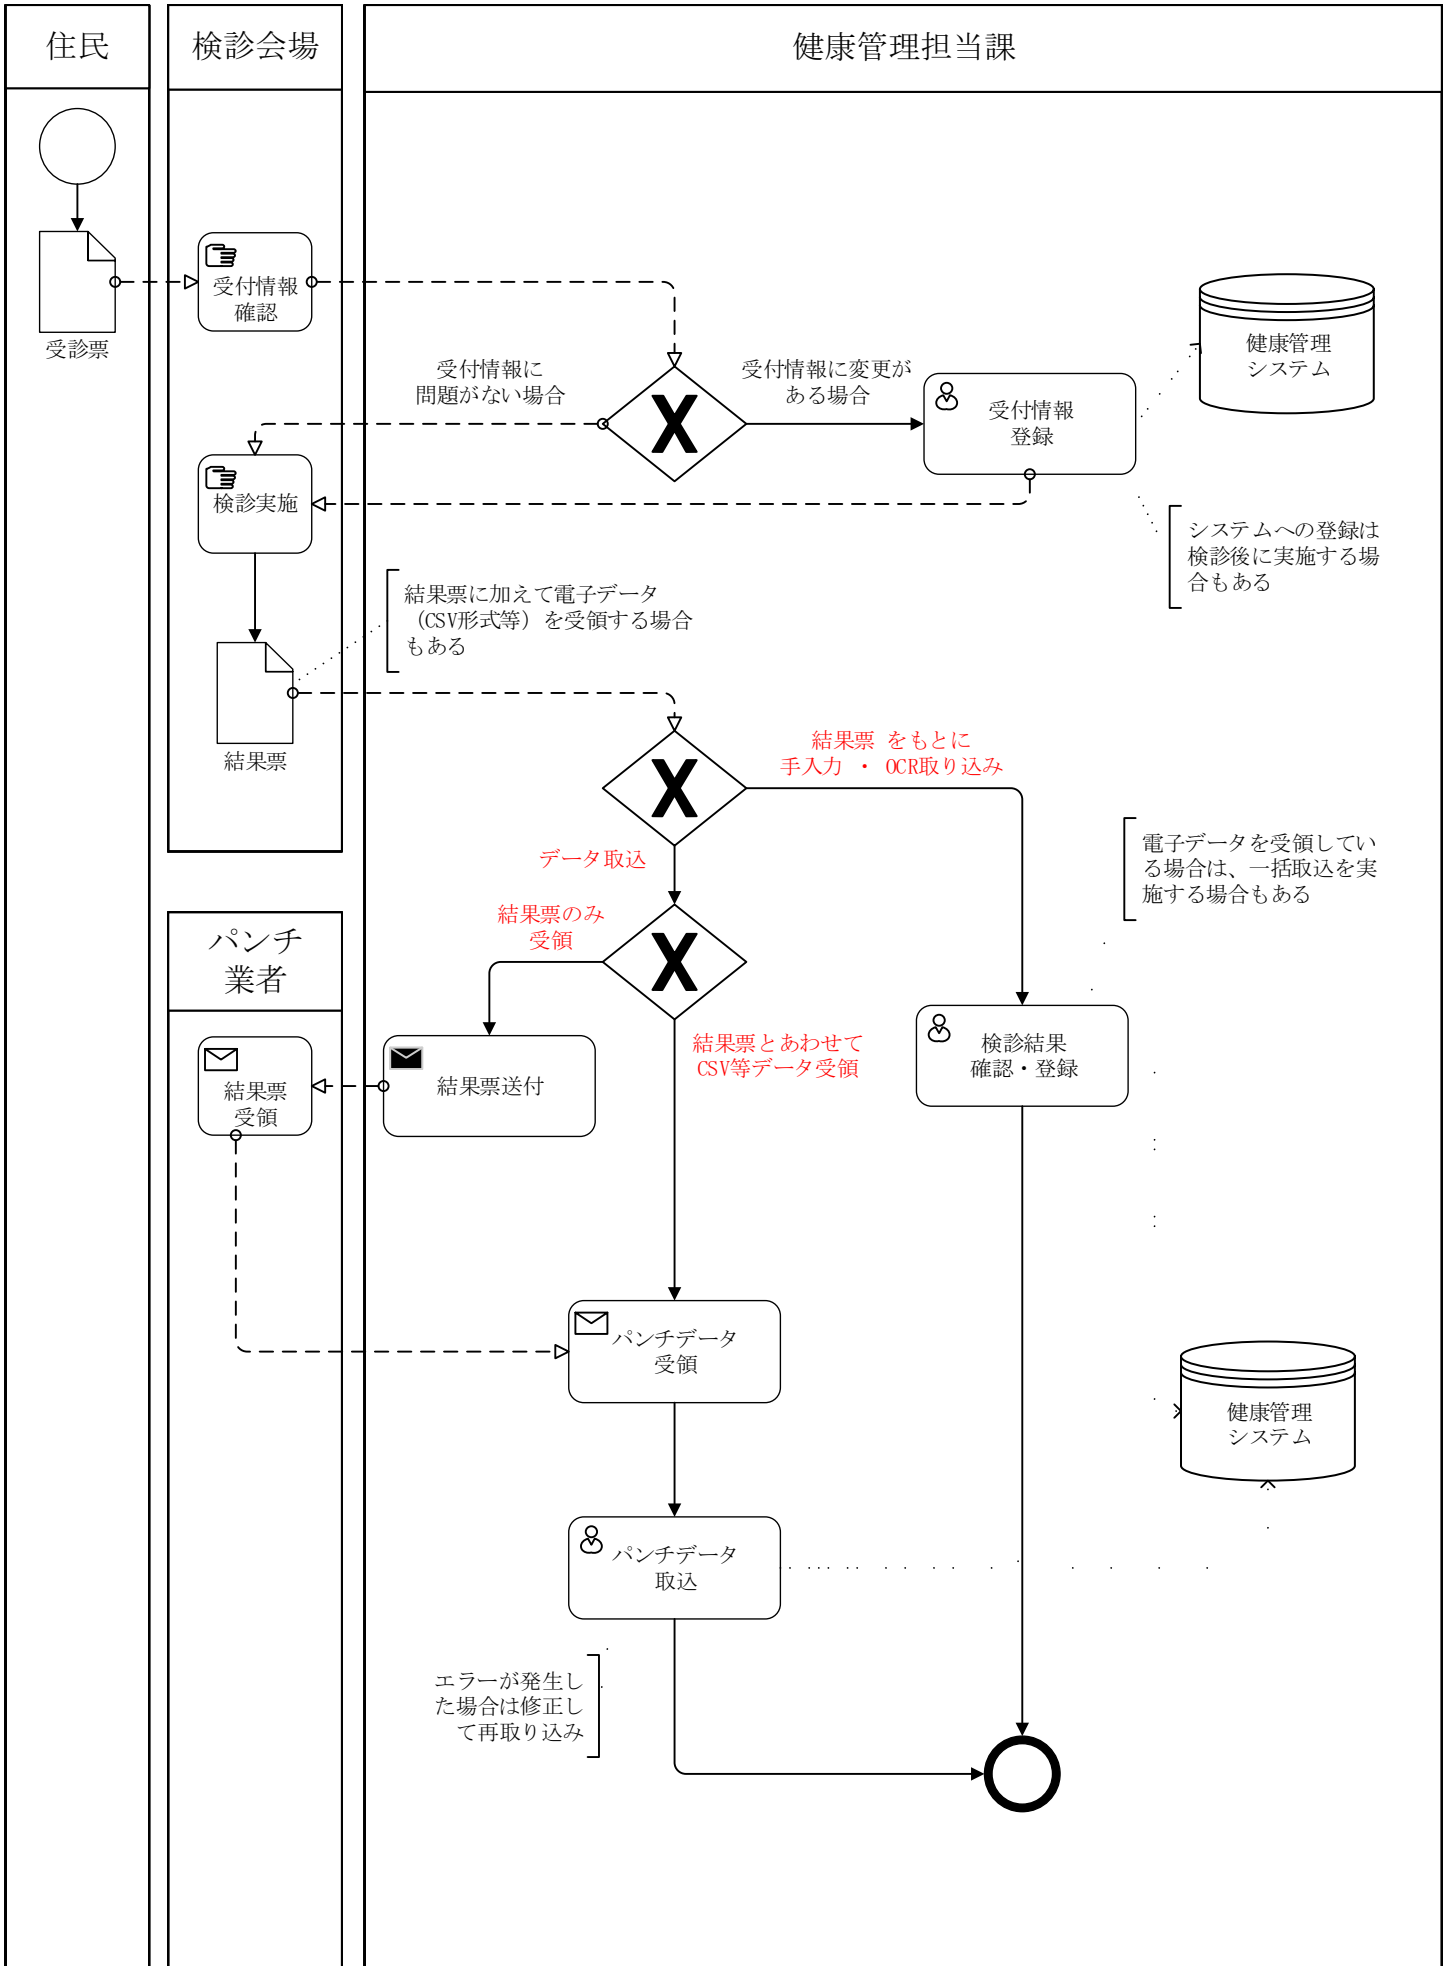 住民
検診会場
健康管理担当課
受診票
受付情報
確認
受付情報に
問題がない場合
受付情報に変更が
ある場合
受付情報
登録
健康管理
システム
検診実施
システムへの登録は
検診後に実施する場
合もある
結果票に加えて電子データ
（CSV形式等）を受領する場合
もある
結果票
結果票 をもとに
手入力 ・ OCR取り込み
データ取込
電子データを受領してい
る場合は、一括取込を実
施する場合もある
結果票のみ
受領
パンチ
業者
結果票とあわせて
CSV等データ受領
検診結果
確認・登録
結果票送付
結果票
受領
パンチデータ
受領
健康管理
システム
パンチデータ
取込
エラーが発生し
た場合は修正し
て再取り込み